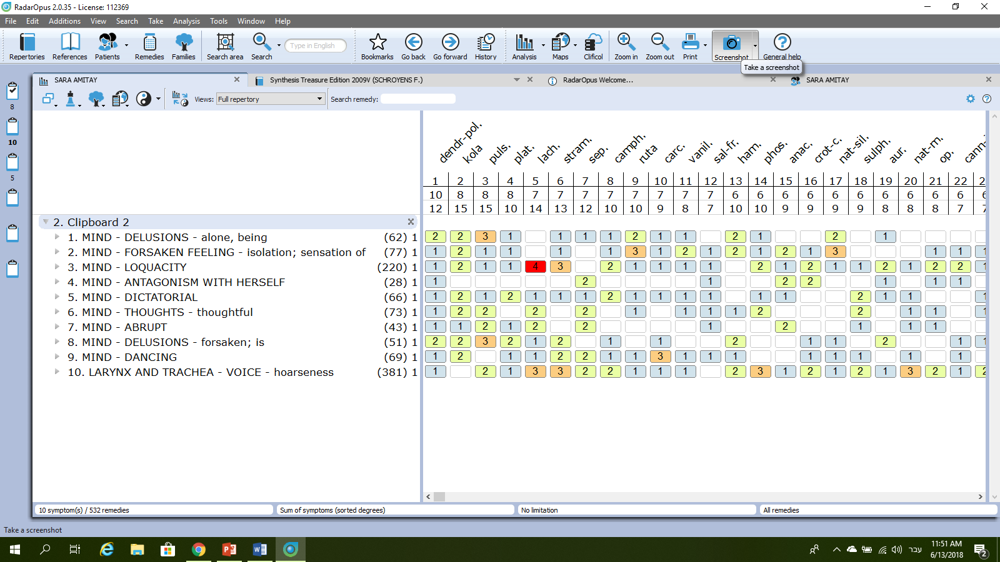 RadarOpus 2.0.35 - License: 112369
File Edit Additions View Search Take Analysis Tools Window Help
Repertories References Patients Remedies Families Search area Search Type in English Bookmarks Go back Go forward History Analysis Maps Clificol Zoom in Zoom out Print Screenshot General help
Take a screenshot
SARA AMITAY Synthesis Treasure Edition 2009V (SCHROYENS F.) RadarOpus Welcome... SARA AMITAY
Views: Full repertory Search remedy:
8
10
5
dendr-pol. kola puls. plat. lach. stram. sep. camph. ruta carc. vanil. sal-fr. ham. phos. anac. crot-c. nat-sil. sulph. aur. nat-m. op. cann-
1 2 3 4 5 6 7 8 9 10 11 12 13 14 15 16 17 18 19 20 21 22 2
10 8 8 8 7 7 7 7 7 7 7 7 6 6 6 6 6 6 6 6 6 6 6
12 15 15 10 14 13 12 10 10 9 8 7 10 10 9 9 9 9 8 8 8 7 7
2. Clipboard 2
1. MIND - DELUSIONS - alone, being (62) 1 2 2 3 1 1 1 1 2 1 1 2 1 2 1
2. MIND - FORSAKEN FEELING - isolation; sensation of (77) 1 1 2 1 1 1 1 3 1 2 1 2 1 2 1 3 1 1 1
3. MIND - LOQUACITY (220) 1 1 2 1 1 4 3 2 1 1 1 1 2 1 2 1 1 2 1 2 2 1
4. MIND - ANTAGONISM WITH HERSELF (28) 1 1 2 1 2 2 1 1 1
5. MIND - DICTATORIAL (66) 1 1 2 1 2 1 1 1 2 1 1 1 1 1 1 2 1 1 1
6. MIND - THOUGHTS - thoughtful (73) 1 1 2 2 2 2 1 1 1 1 2 2 1 1 1
7. MIND - ABRUPT (43) 1 1 1 2 1 2 2 1 2 1 1 1
8. MIND - DELUSIONS - forsaken; is (51) 1 2 2 3 2 1 2 1 1 2 1 1 2 1 1
9. MIND - DANCING (69) 1 1 2 1 1 2 2 1 1 3 1 1 1 1 1 1 1 1
10. LARYNX AND TRACHEA - VOICE - hoarseness (381) 1 1 2 1 3 3 2 2 1 1 1 2 3 1 2 1 2 1 3 2 1 2
10 symptom(s) / 532 remedies Sum of symptoms (sorted degrees) No limitation All remedies
Take a screenshot
עבר 11:51 AM
6/13/2018 2